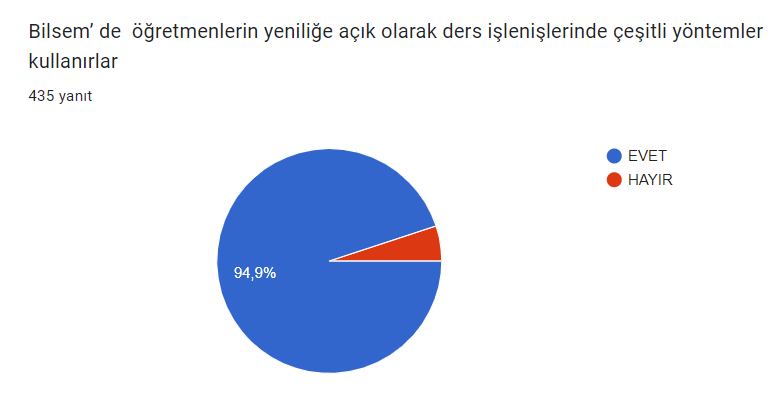 Bilsem’ de  öğretmenlerin yeniliğe açık olarak ders işlenişlerinde çeşitli yöntemler
kullanırlar
435 yanıt
EVET
HAYIR
94,9%